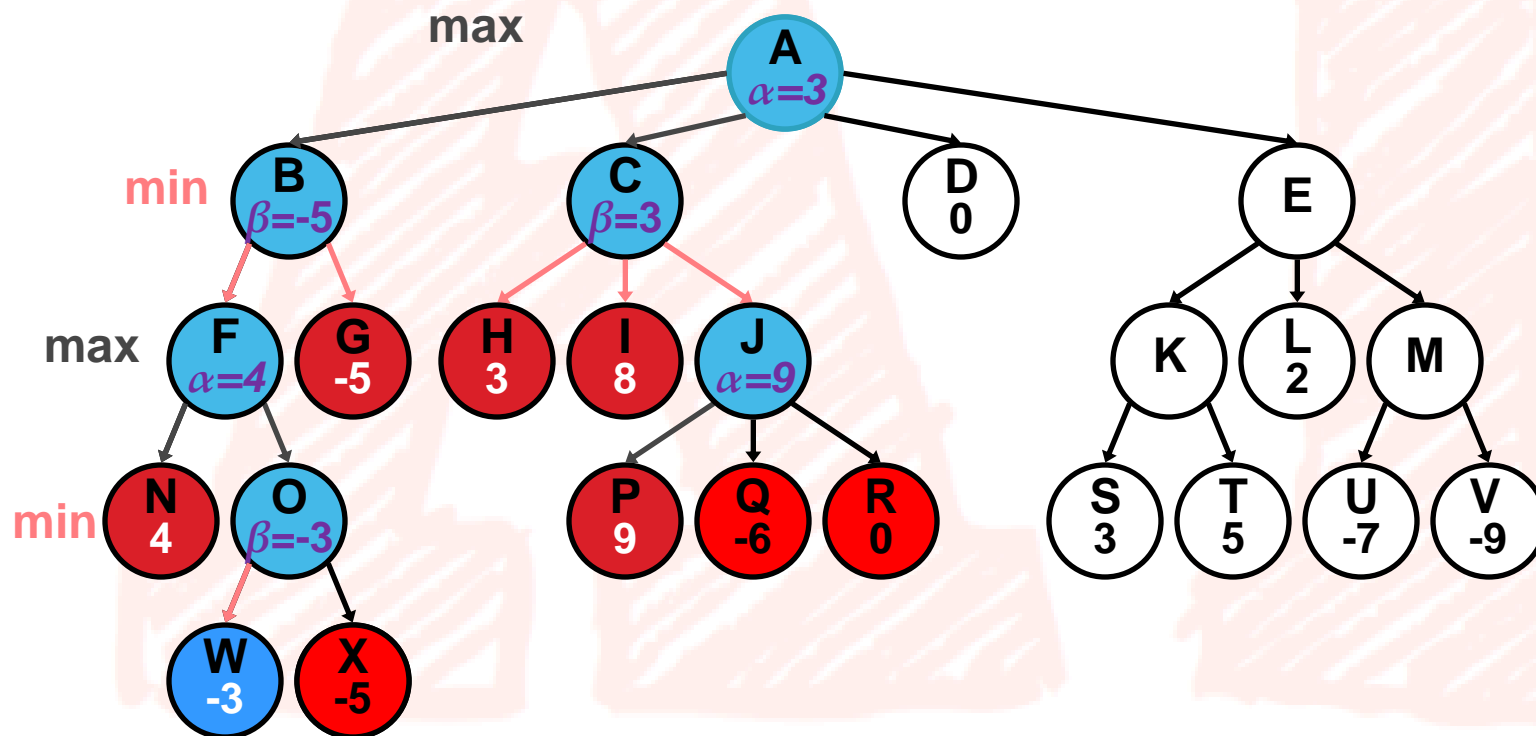 max
A
α=3
min
B
β=-5
C
β=3
D
0
E
max
F
α=4
G
-5
H
3
I
8
J
α=9
K
L
2
M
min
N
4
O
β=-3
P
9
Q
-6
R
0
S
3
T
5
U
-7
V
-9
W
-3
X
-5